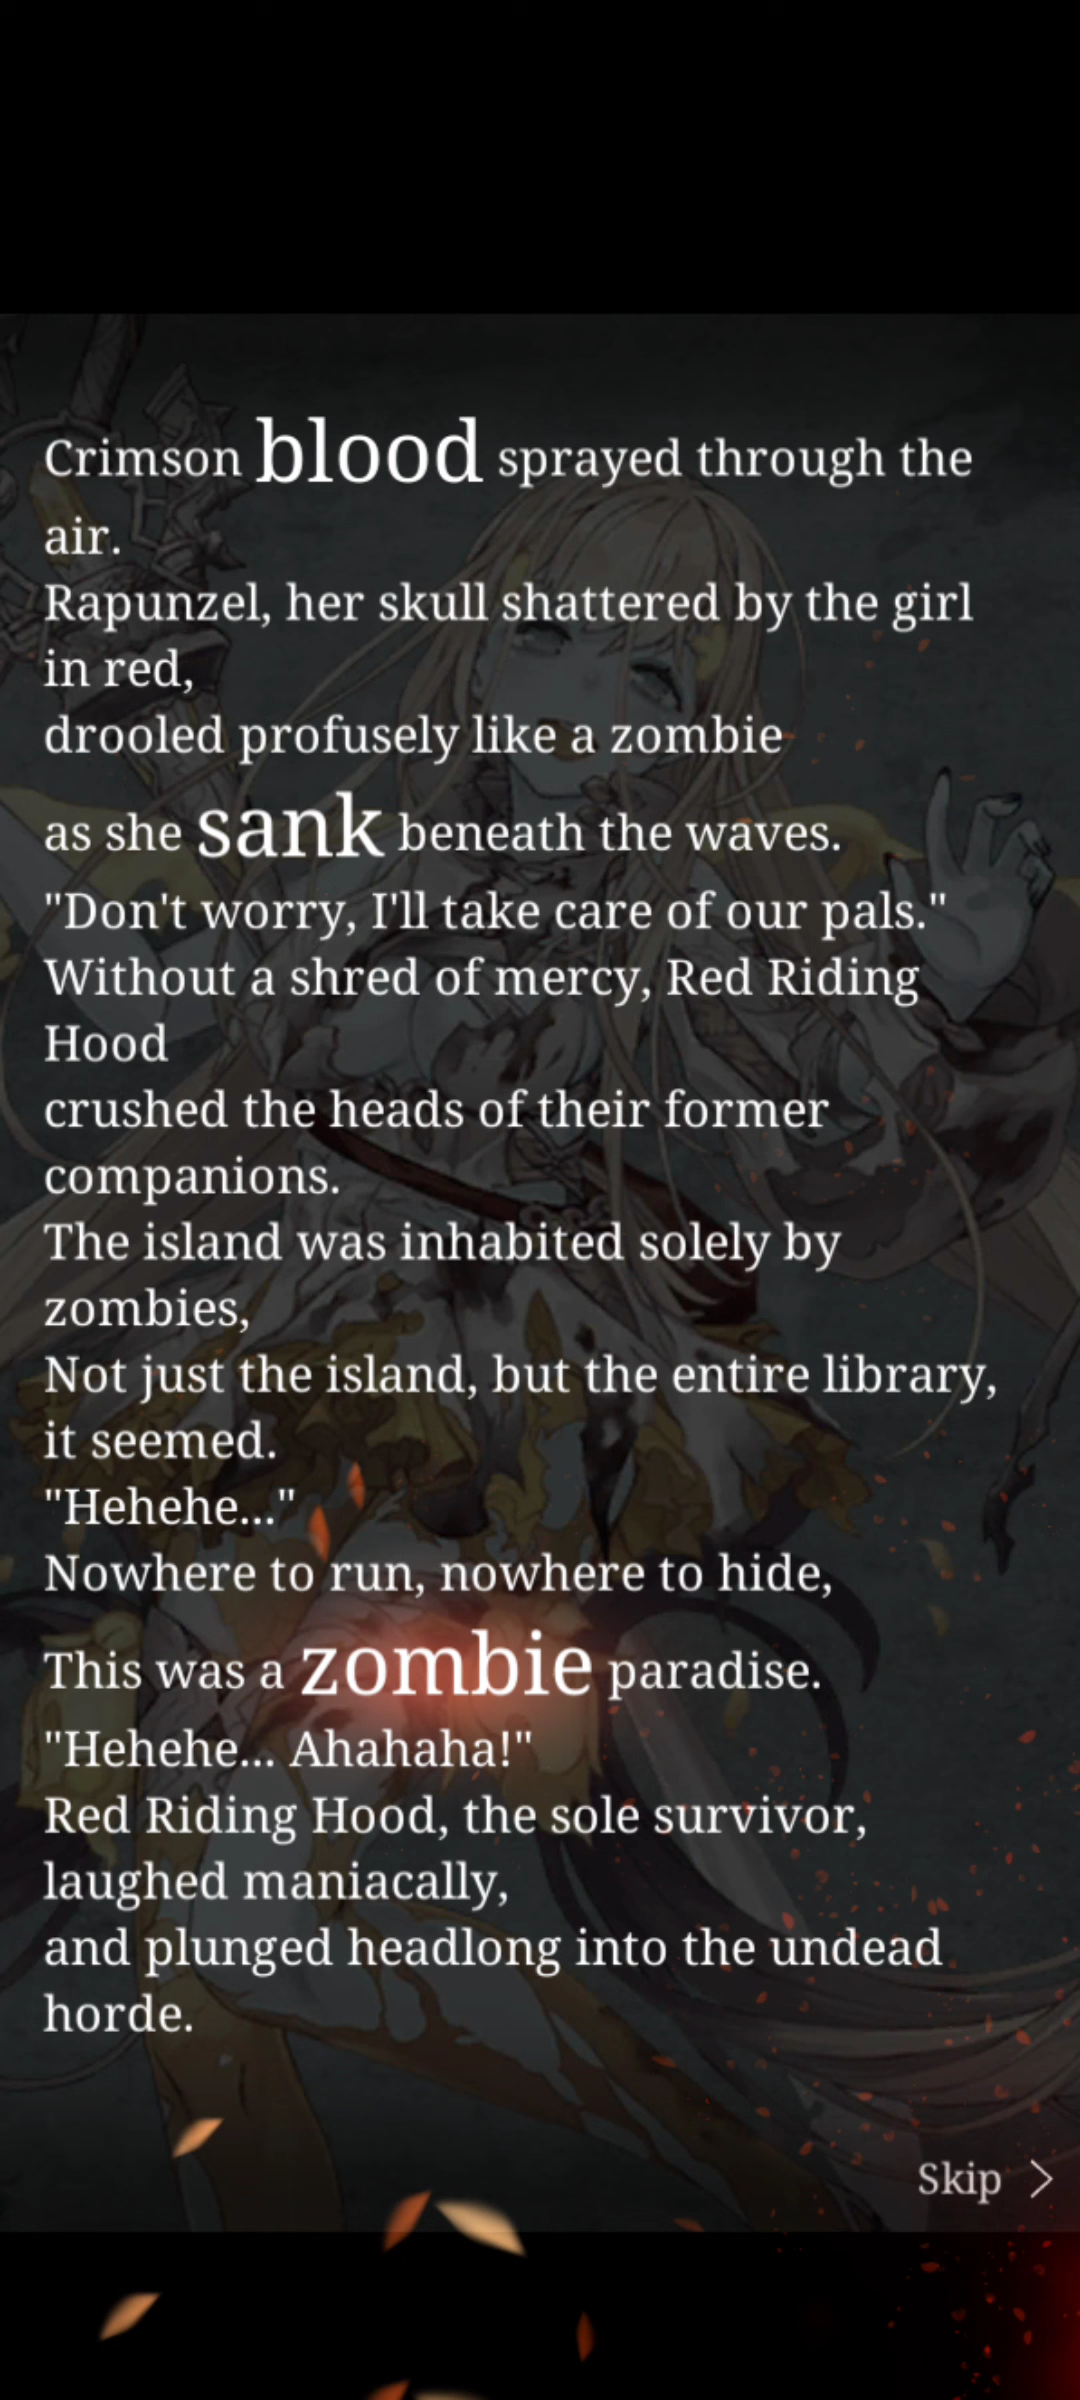 Crimson blood sprayed through the
air.
Rapunzel, her skull shattered by the girl
in red,
drooled profusely like a zombie
as she sank beneath the waves.
"Don't worry, I'll take care of our pals."
Without a shred of mercy, Red Riding
Hood
crushed the heads of their former
companions.
The island was inhabited solely by
zombies,
Not just the island, but the entire library,
it seemed.
"Hehehe..."
Nowhere to run, nowhere to hide,
This was a zombie paradise.
"Hehehe... Ahahaha!"
Red Riding Hood, the sole survivor,
laughed maniacally,
and plunged headlong into the undead
horde.
Skip >